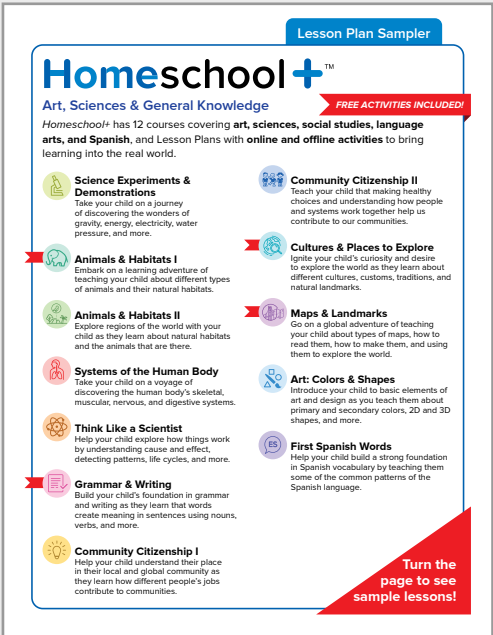 Lesson Plan Sampler
Homeschool+™
Art, Sciences & General Knowledge
FREE ACTIVITIES INCLUDED!
Homeschool+ has 12 courses covering art, sciences, social studies, language
arts, and Spanish, and Lesson Plans with online and offline activities to bring
learning into the real world.
Science Experiments &
Demonstrations
Take your child on a journey
of discovering the wonders of
gravity, energy, electricity, water
pressure, and more.
Animals & Habitats I
Embark on a learning adventure of
teaching your child about different types
of animals and their natural habitats.
Animals & Habitats II
Explore regions of the world with your
child as they learn about natural habitats
and the animals that are there.
Systems of the Human Body
Take your child on a voyage of
discovering the human body's skeletal,
muscular, nervous, and digestive systems.
Think Like a Scientist
Help your child explore how things work
by understanding cause and effect,
detecting patterns, life cycles, and more.
Grammar & Writing
Build your child's foundation in grammar
and writing as they learn that words
create meaning in sentences using nouns,
verbs, and more.
Community Citizenship I
Help your child understand their place
in their local and global community as
they learn how different people's jobs
contribute to communities.
Community Citizenship II
Teach your child that making healthy
choices and understanding how people
and systems work together help us
contribute to our communities.
Cultures & Places to Explore
Ignite your child's curiosity and desire
to explore the world as they learn about
different cultures, customs, traditions, and
natural landmarks.
Maps & Landmarks
Go on a global adventure of teaching
your child about types of maps, how to
read them, how to make them, and using
them to explore the world.
Art: Colors & Shapes
Introduce your child to basic elements of
art and design as you teach them about
primary and secondary colors, 2D and 3D
shapes, and more.
ES
First Spanish Words
Help your child build a strong foundation
in Spanish vocabulary by teaching them
some of the common patterns of the
Spanish language.
Turn the
page to see
sample lessons!